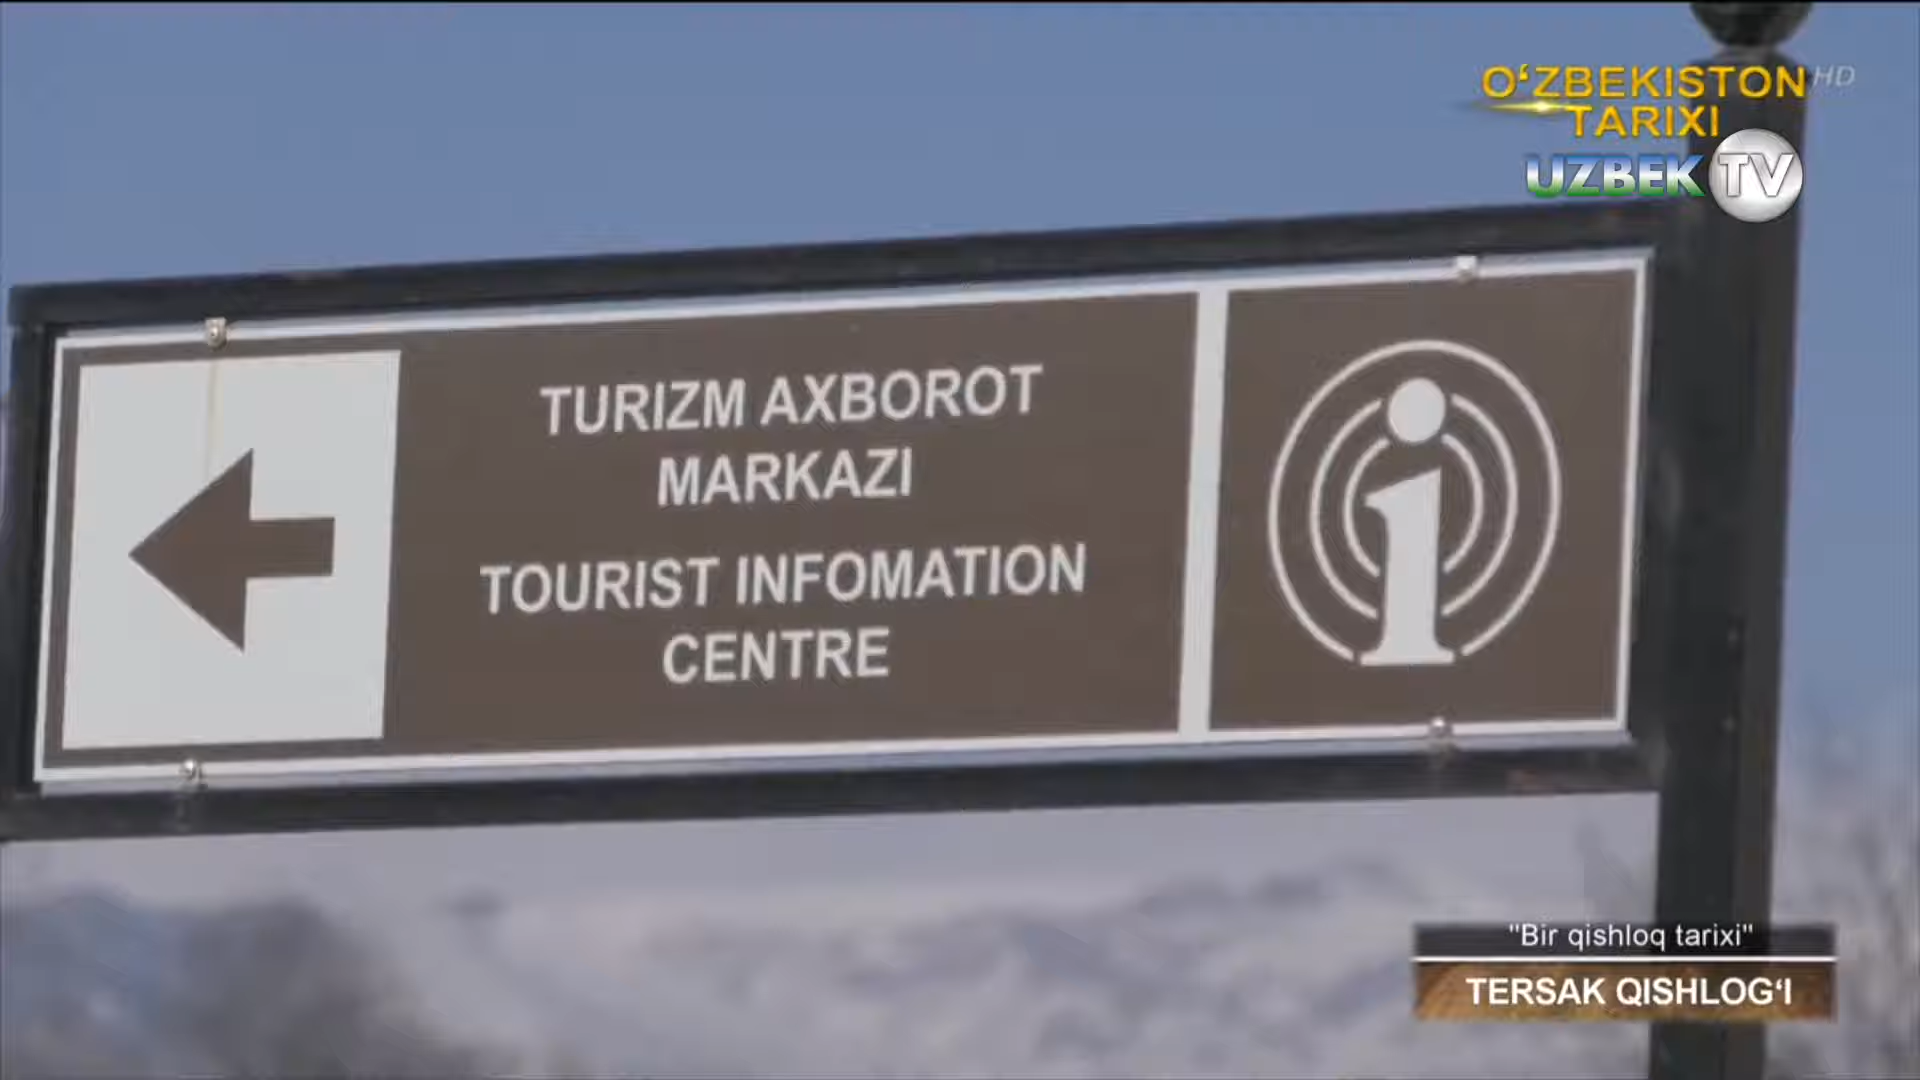 O‘ZBEKISTON HD
TARIXI
UZBEK TV
TURIZM AXBOROT
MARKAZI
TOURIST INFOMATION
CENTRE
i
"Bir qishloq tarixi"
TERSAK QISHLOG‘I